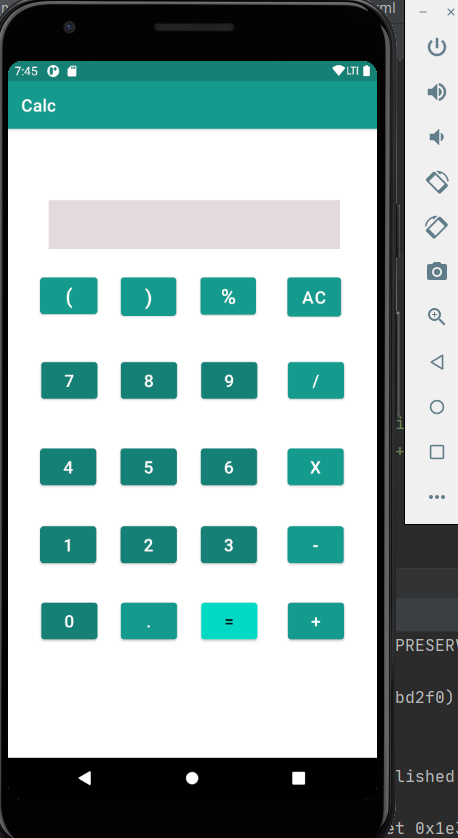 ml
7:45 LTE
Calc
( ) % AC
7 8 9 /
4 5 6 X
1 2 3 -
0 . = +
i
+
PRESERV
bd2f0)
lished
et 0x1e